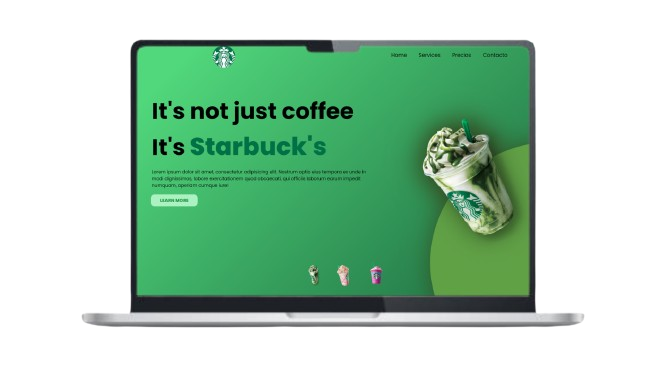 Home Services Precios Contacto
It's not just coffee
It's Starbuck's
Lorem ipsum dolor sit amet, consectetur adipisicing elit. Nostrum optio eius tempora ex unde in
modi dignissimos, labore exercitationem quod obcaecati qui officiis laborum earum impedit
numquam, aperiam cumque iure.
LEARN MORE